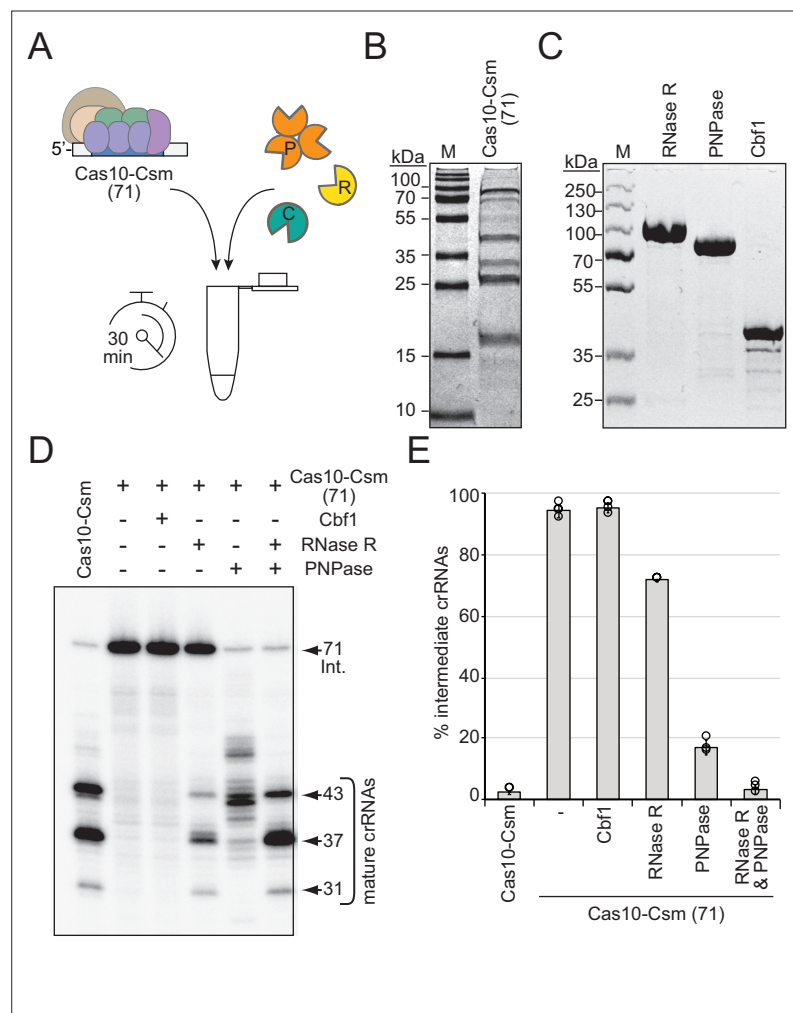 A
5'-
Cas10-Csm
(71)
P
R
C
30
min
B
Cas10-Csm
(71)
kDa
M
100
70
55
35
25
15
10
C
RNase R
PNPase
Cbf1
kDa
M
250
130
100
70
55
35
25
D
Cas10-Csm
+ + + + + Cas10-Csm
(71)
- + - - - Cbf1
- - + - + RNase R
- - - + + PNPase
71
Int.
43
37
31
mature crRNAs
E
% intermediate crRNAs
100
80
60
40
20
0
Cas10-Csm
-
Cbf1
RNase R
PNPase
RNase R
& PNPase
Cas10-Csm (71)